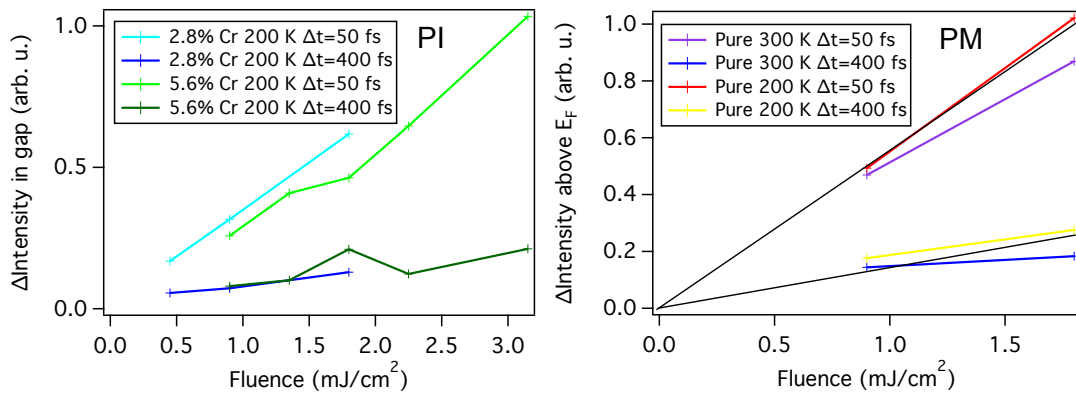 PI
2.8% Cr 200 K Δt=50 fs
2.8% Cr 200 K Δt=400 fs
5.6% Cr 200 K Δt=50 fs
5.6% Cr 200 K Δt=400 fs
ΔIntensity in gap (arb. u.)
1.0
0.5
0.0
0.0 0.5 1.0 1.5 2.0 2.5 3.0
Fluence (mJ/cm²)
PM
Pure 300 K Δt=50 fs
Pure 300 K Δt=400 fs
Pure 200 K Δt=50 fs
Pure 200 K Δt=400 fs
ΔIntensity above E_F (arb. u.)
1.0
0.8
0.6
0.4
0.2
0.0
0.0 0.5 1.0 1.5
Fluence (mJ/cm²)